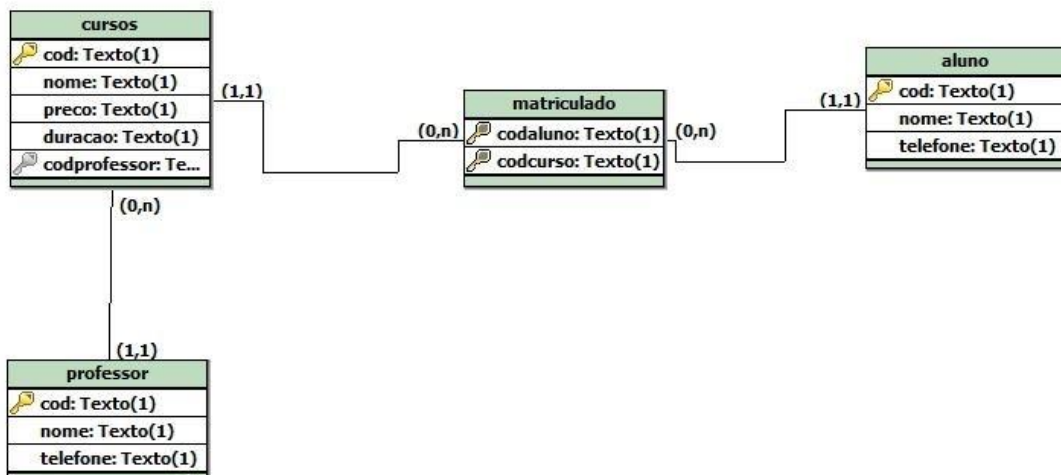 cursos
cod: Texto(1)
nome: Texto(1)
preco: Texto(1)
duracao: Texto(1)
codprofessor: Te...
(1,1)
(0,n)
matriculado
codaluno: Texto(1)
codcurso: Texto(1)
(0,n)
(1,1)
aluno
cod: Texto(1)
nome: Texto(1)
telefone: Texto(1)
(0,n)
(1,1)
professor
cod: Texto(1)
nome: Texto(1)
telefone: Texto(1)